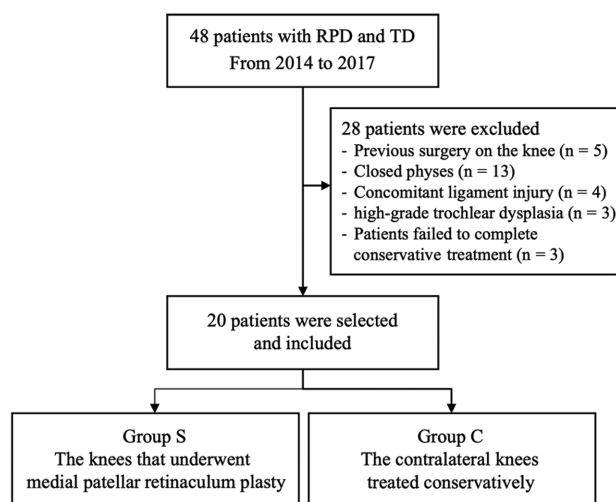 48 patients with RPD and TD
From 2014 to 2017
28 patients were excluded
- Previous surgery on the knee (n = 5)
- Closed physes (n = 13)
- Concomitant ligament injury (n = 4)
- high-grade trochlear dysplasia (n = 3)
- Patients failed to complete
conservative treatment (n = 3)
20 patients were selected
and included
Group S
The knees that underwent
medial patellar retinaculum plasty
Group C
The contralateral knees
treated conservatively